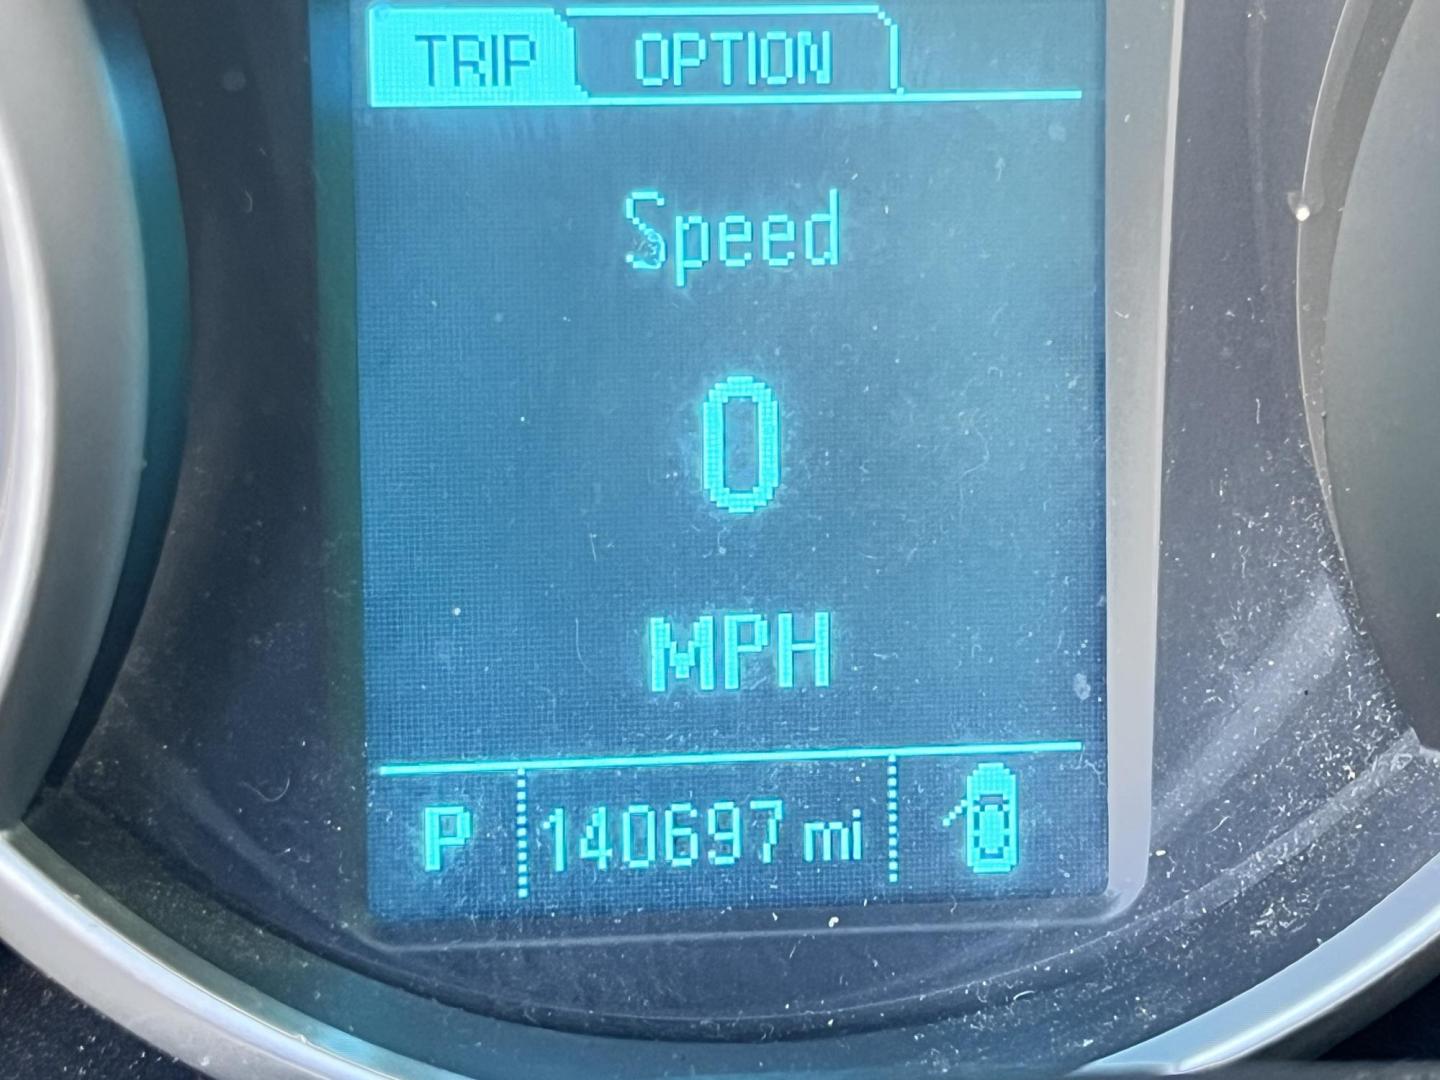 TRIP OPTION
Speed
0
MPH
P 140697 mi